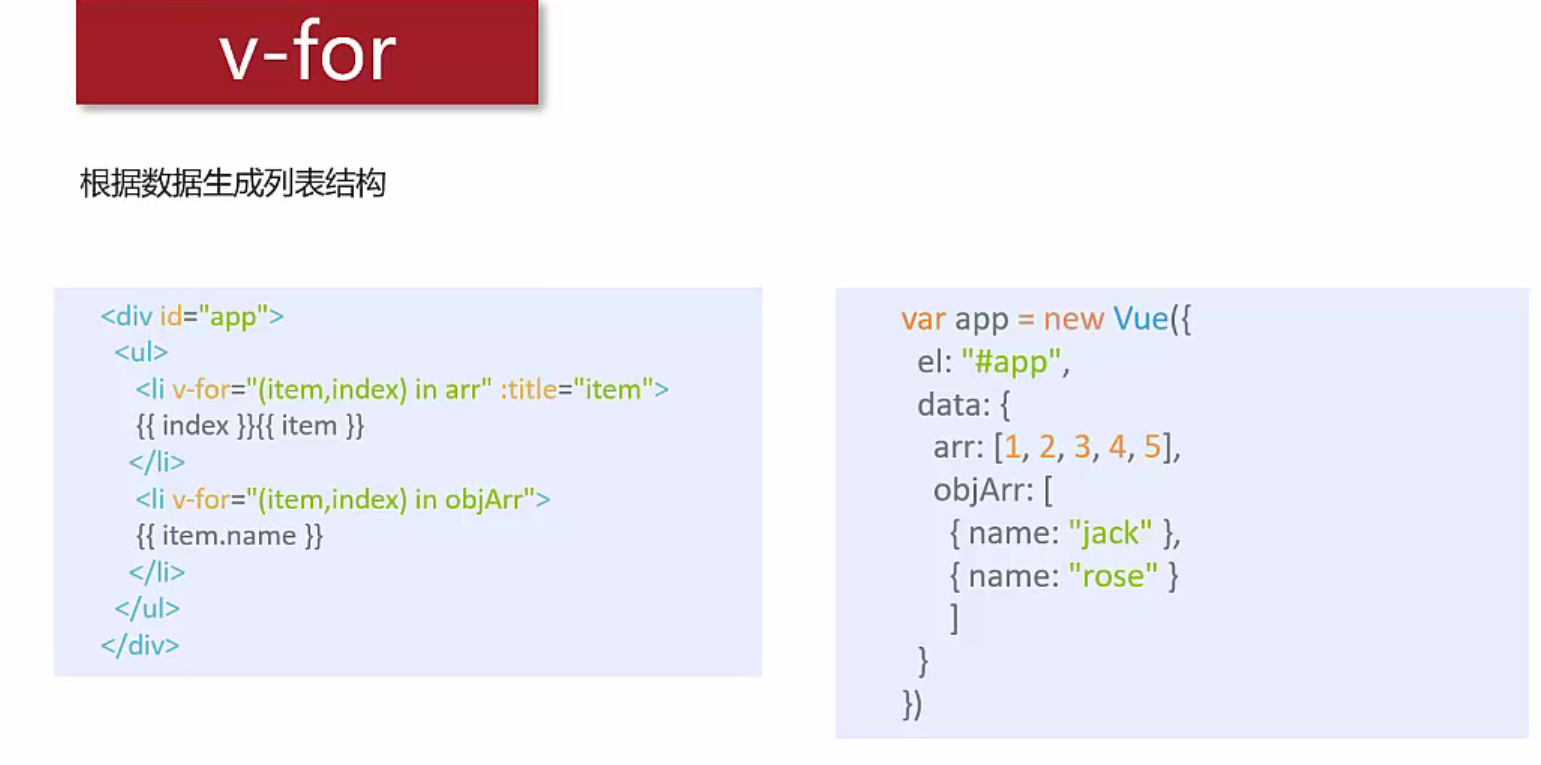 v-for
根据数据生成列表结构
<div id="app">
<ul>
<li v-for="(item,index) in arr" :title="item">
{{ index }}{{ item }}
</li>
<li v-for="(item,index) in objArr">
{{ item.name }}
</li>
</ul>
</div>
var app = new Vue({
el: "#app",
data: {
arr: [1, 2, 3, 4, 5],
objArr: [
{ name: "jack" },
{ name: "rose" }
]
}
})